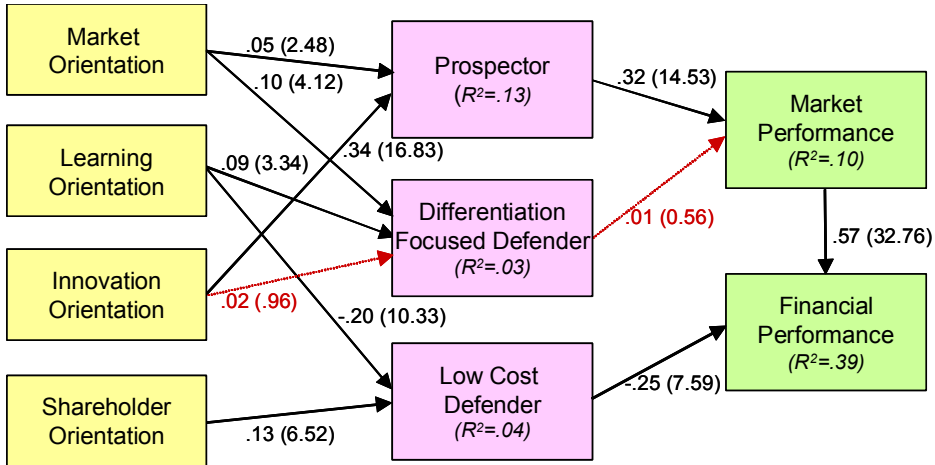 Market
Orientation
Learning
Orientation
Innovation
Orientation
Shareholder
Orientation
.05 (2.48)
.10 (4.12)
.09 (3.34)
.34 (16.83)
.02 (.96)
-.20 (10.33)
.13 (6.52)
Prospector
(R²=.13)
Differentiation
Focused Defender
(R²=.03)
Low Cost
Defender
(R²=.04)
.32 (14.53)
.01 (0.56)
-.25 (7.59)
Market
Performance
(R²=.10)
.57 (32.76)
Financial
Performance
(R²=.39)